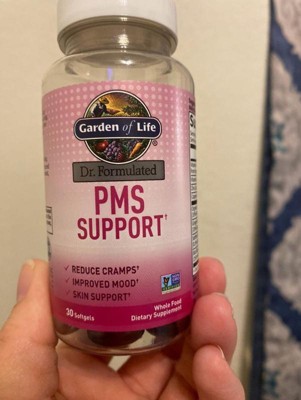 Garden of Life
Dr. Formulated
PMS
SUPPORT†
✓ REDUCE CRAMPS†
✓ IMPROVED MOOD†
✓ SKIN SUPPORT†
Whole Food
30 Softgels
Dietary Supplement